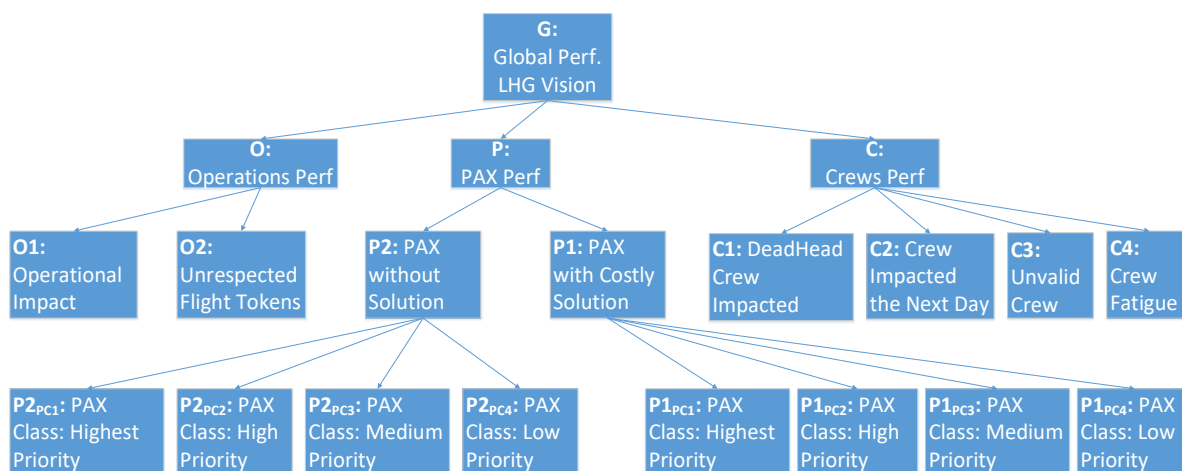 G:
Global Perf.
LHG Vision
O:
Operations Perf
P:
PAX Perf
C:
Crews Perf
O1:
Operational
Impact
O2:
Unrespected
Flight Tokens
P2: PAX
without
Solution
P1: PAX
with Costly
Solution
C1: DeadHead
Crew
Impacted
C2: Crew
Impacted
the Next Day
C3:
Unvalid
Crew
C4:
Crew
Fatigue
P2PC1: PAX
Class: Highest
Priority
P2PC2: PAX
Class: High
Priority
P2PC3: PAX
Class: Medium
Priority
P2PC4: PAX
Class: Low
Priority
P1PC1: PAX
Class: Highest
Priority
P1PC2: PAX
Class: High
Priority
P1PC3: PAX
Class: Medium
Priority
P1PC4: PAX
Class: Low
Priority